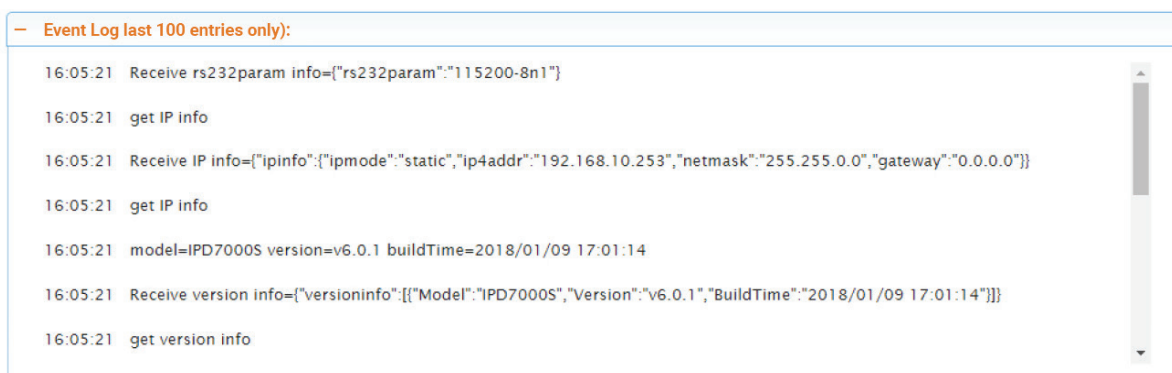 Event Log last 100 entries only):
16:05:21 Receive rs232param info={"rs232param":"115200-8n1"}
16:05:21 get IP info
16:05:21 Receive IP info={"ipinfo":{"ipmode":"static","ip4addr":"192.168.10.253","netmask":"255.255.0.0","gateway":"0.0.0.0"}}
16:05:21 get IP info
16:05:21 model=IPD7000S version=v6.0.1 buildTime=2018/01/09 17:01:14
16:05:21 Receive version info={"versioninfo":[{"Model":"IPD7000S","Version":"v6.0.1","BuildTime":"2018/01/09 17:01:14"}]}
16:05:21 get version info